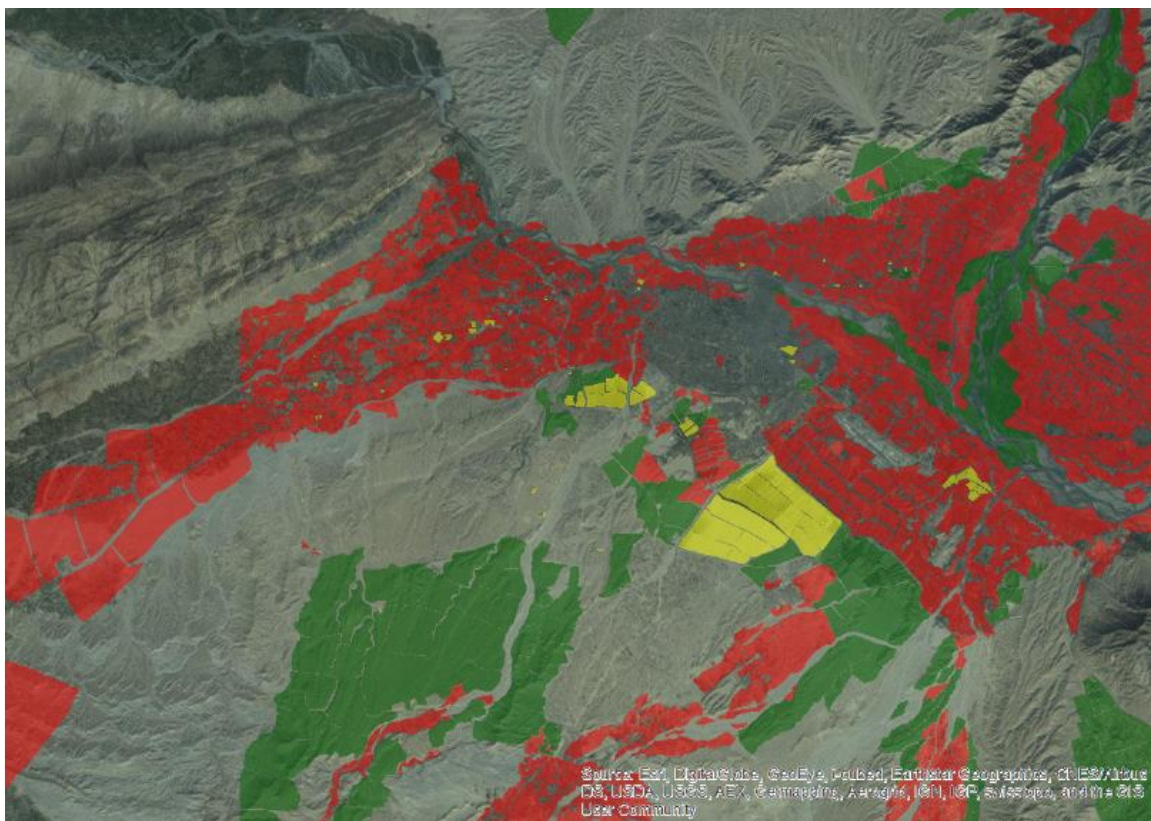 Source: Esri, DigitalGlobe, GeoEye, i-cubed, Earthstar Geographics, CNES/Airbus
DS, USDA, USGS, AEX, Getmapping, Aerogrid, IGN, IGP, swisstopo, and the GIS
User Community